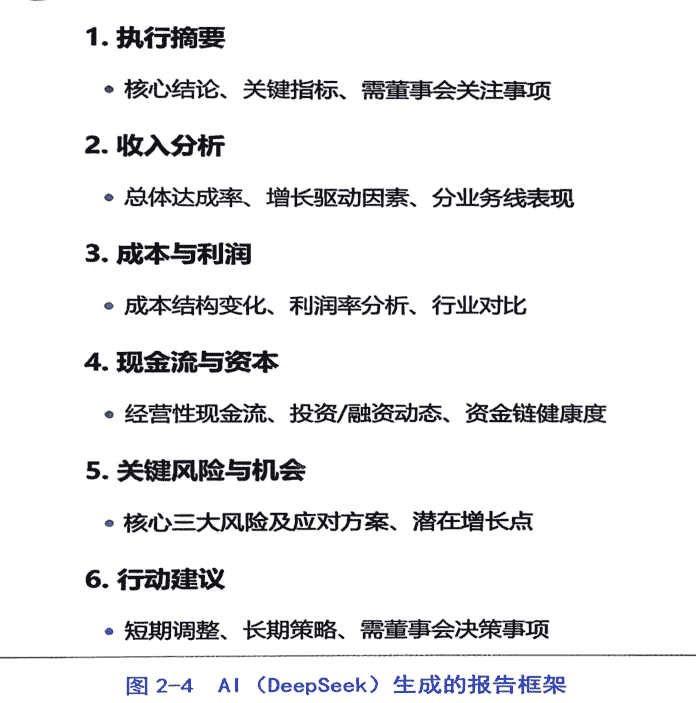 1. 执行摘要
• 核心结论、关键指标、需董事会关注事项
2. 收入分析
• 总体达成率、增长驱动因素、分业务线表现
3. 成本与利润
• 成本结构变化、利润率分析、行业对比
4. 现金流与资本
• 经营性现金流、投资/融资动态、资金链健康度
5. 关键风险与机会
• 核心三大风险及应对方案、潜在增长点
6. 行动建议
• 短期调整、长期策略、需董事会决策事项
图 2-4 AI（DeepSeek）生成的报告框架